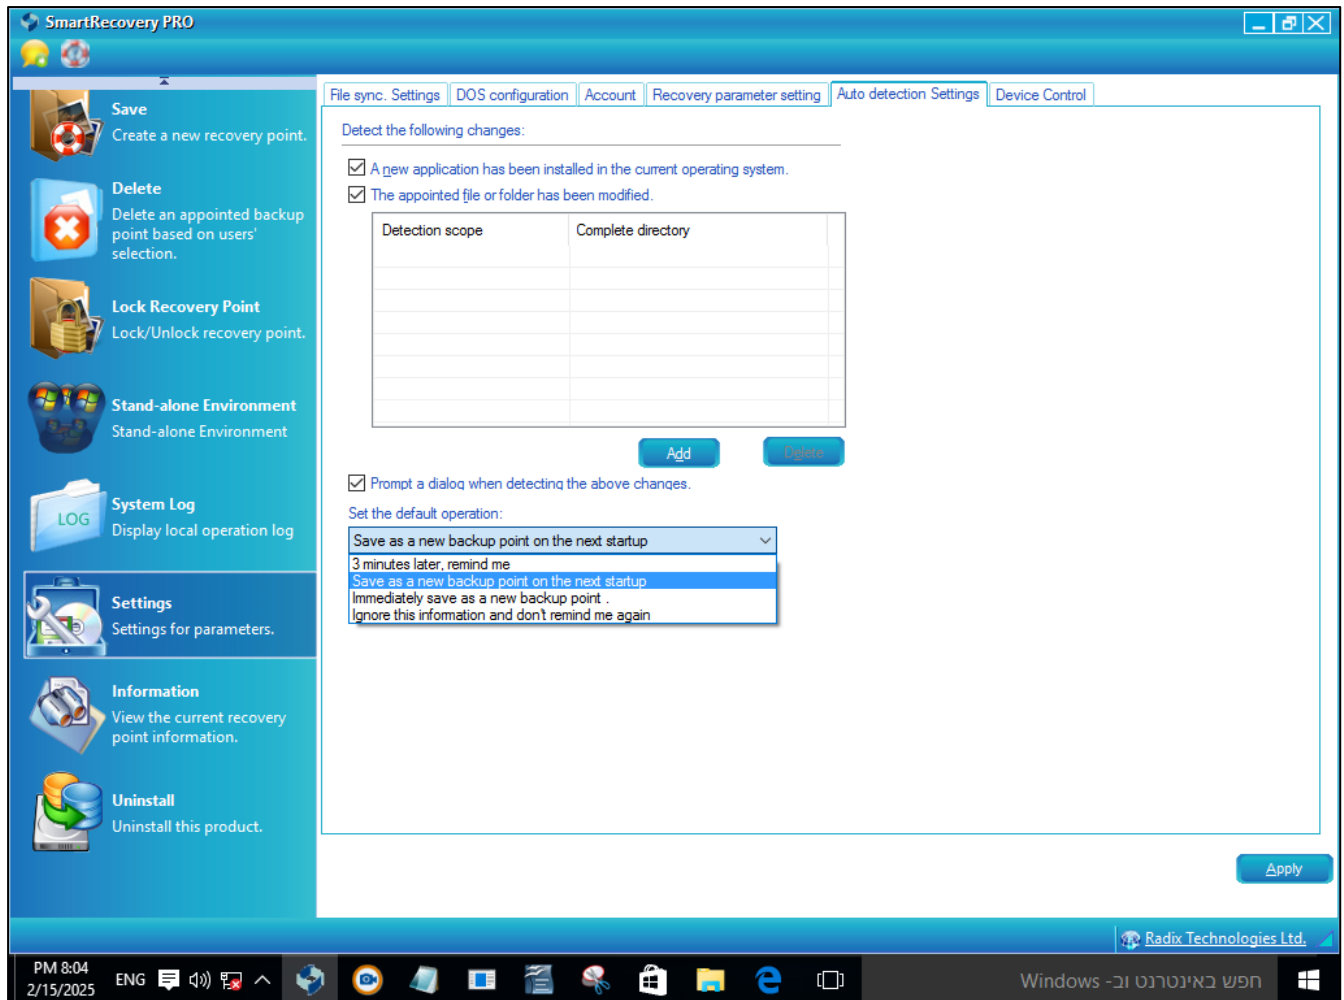 SmartRecovery PRO
Save
Create a new recovery point.
Delete
Delete an appointed backup
point based on users'
selection.
Lock Recovery Point
Lock/Unlock recovery point.
Stand-alone Environment
Stand-alone Environment
LOG
System Log
Display local operation log
Settings
Settings for parameters.
Information
View the current recovery
point information.
Uninstall
Uninstall this product.
File sync. Settings
DOS configuration
Account
Recovery parameter setting
Auto detection Settings
Device Control
Detect the following changes:
A new application has been installed in the current operating system.
The appointed file or folder has been modified.
Detection scope
Complete directory
Add
Delete
Prompt a dialog when detecting the above changes.
Set the default operation:
Save as a new backup point on the next startup
3 minutes later, remind me
Save as a new backup point on the next startup
Immediately save as a new backup point .
Ignore this information and don't remind me again
Apply
Radix Technologies Ltd.
PM 8:04
2/15/2025
ENG
חפש באינטרנט וב- Windows